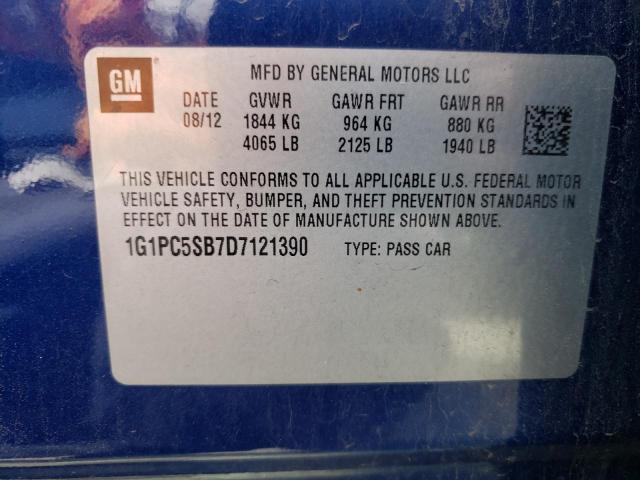 GM
MFD BY GENERAL MOTORS LLC
DATE GVWR GAWR FRT GAWR RR
08/12 1844 KG 964 KG 880 KG
4065 LB 2125 LB 1940 LB
THIS VEHICLE CONFORMS TO ALL APPLICABLE U.S. FEDERAL MOTOR
VEHICLE SAFETY, BUMPER, AND THEFT PREVENTION STANDARDS IN
EFFECT ON THE DATE OF MANUFACTURE SHOWN ABOVE.
1G1PC5SB7D7121390 TYPE: PASS CAR